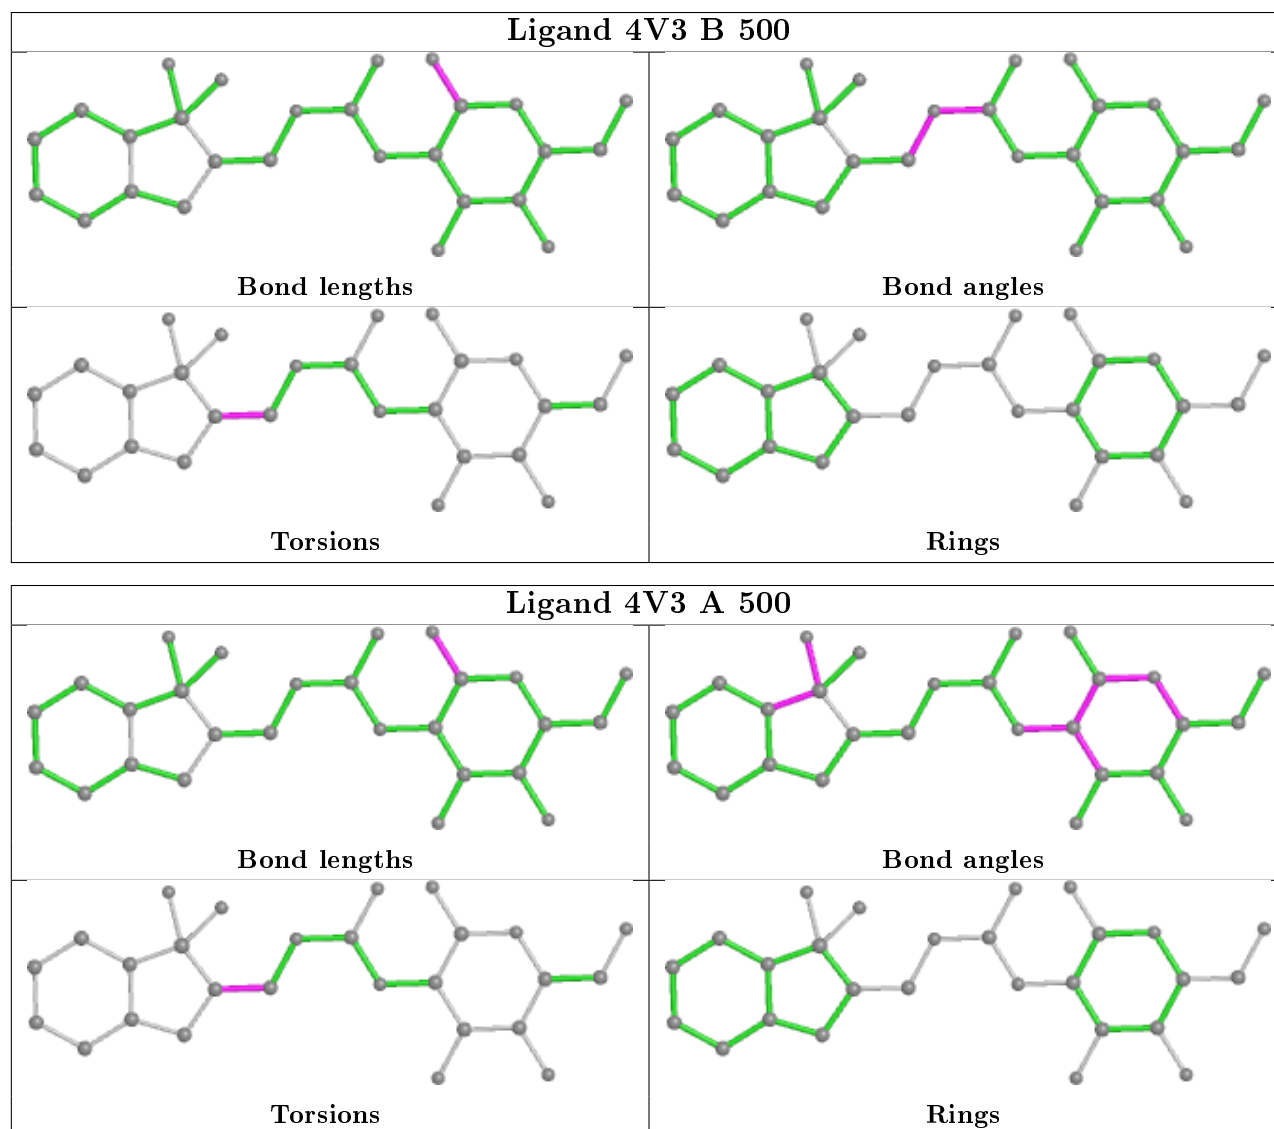 Ligand 4V3 B 500
Bond lengths
Bond angles
Torsions
Rings
Ligand 4V3 A 500
Bond lengths
Bond angles
Torsions
Rings